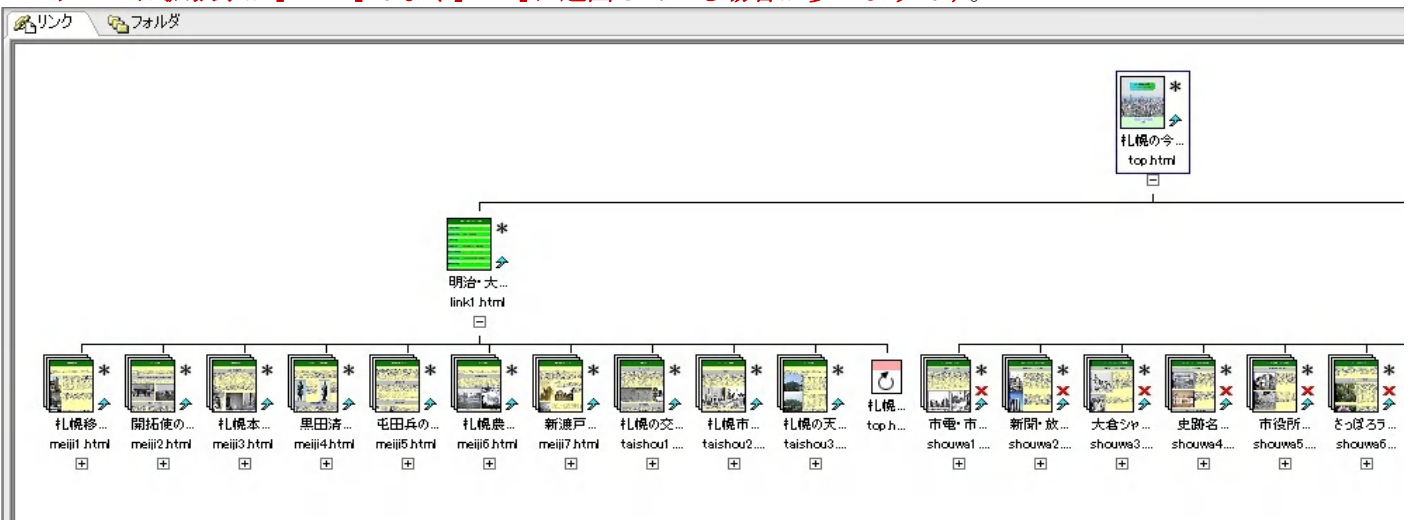 リンク フォルダ
札幌の今...
top.html
明治・大...
link1.html
札幌移... 開拓使の... 札幌本... 黒田清... 屯田兵の... 札幌農... 新渡戸... 札幌の交... 札幌市... 札幌の天... 札幌... 市電・市... 新聞・放... 大倉シャ... 史跡名... 市役所... さっぽろラ...
meiji1.html meiji2.html meiji3.html meiji4.html meiji5.html meiji6.html meiji7.html taishou1.... taishou2.... taishou3.... top.h... shouwa1.... shouwa2.... shouwa3.... shouwa4.... shouwa5.... shouwa6....